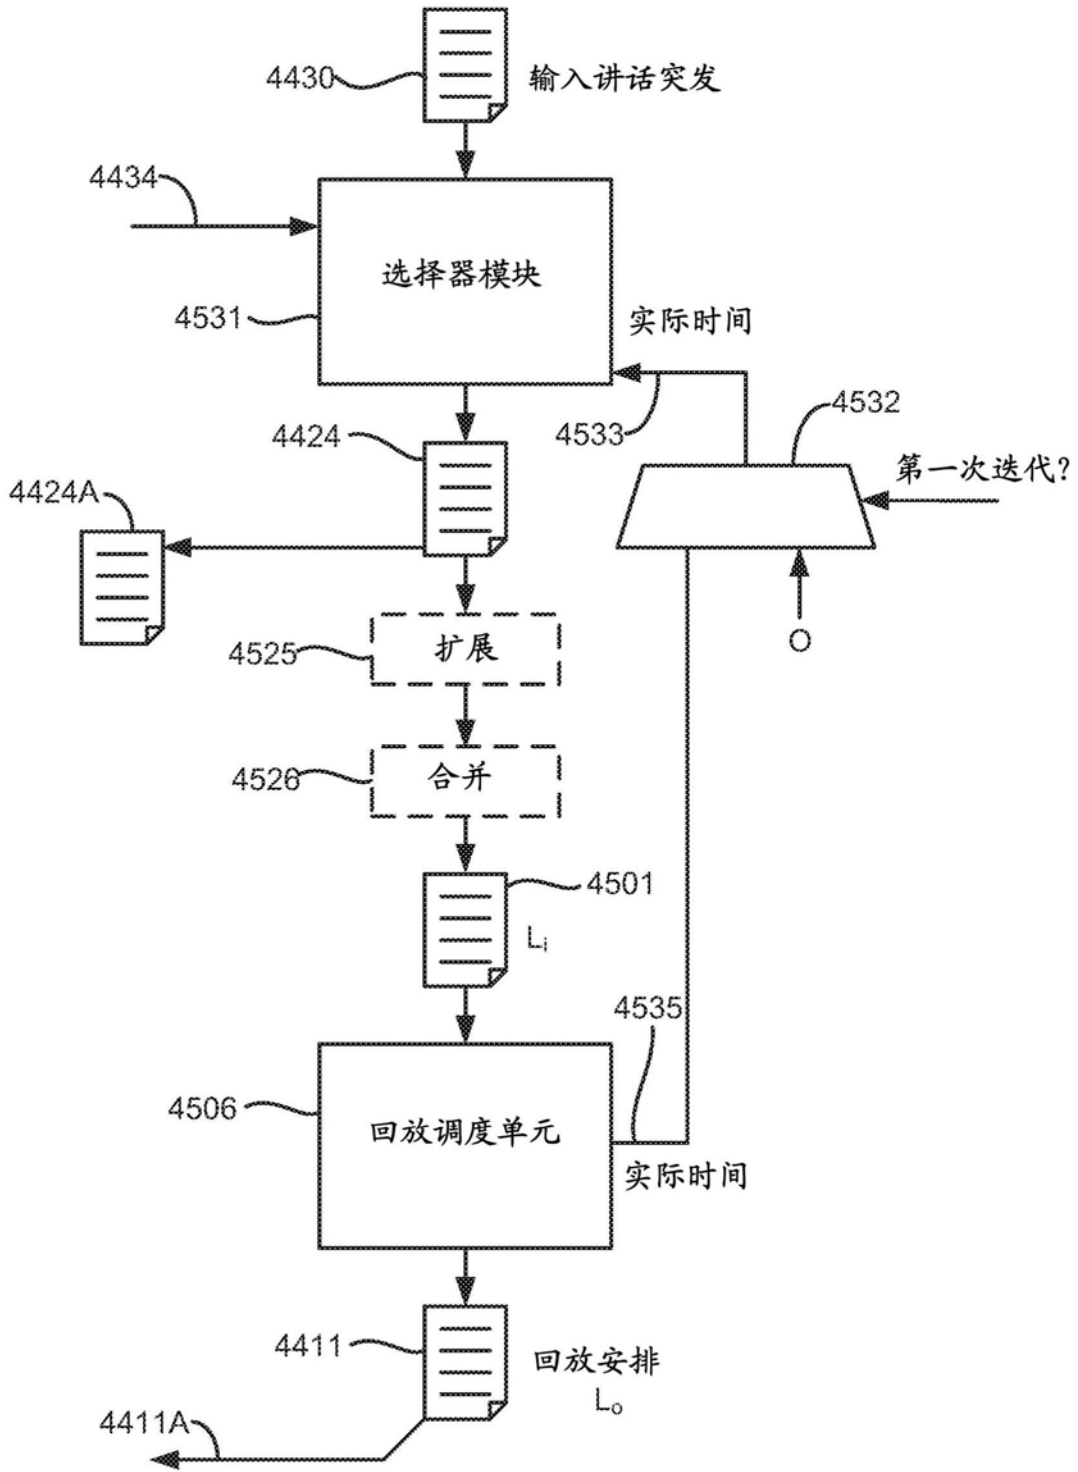 4430
输入讲话突发
4434
选择器模块
4531
实际时间
4533
4532
第一次迭代?
4424
4424A
扩展
4525
O
合并
4526
4501
Li
4535
4506
回放调度单元
实际时间
4411
回放安排
Lo
4411A